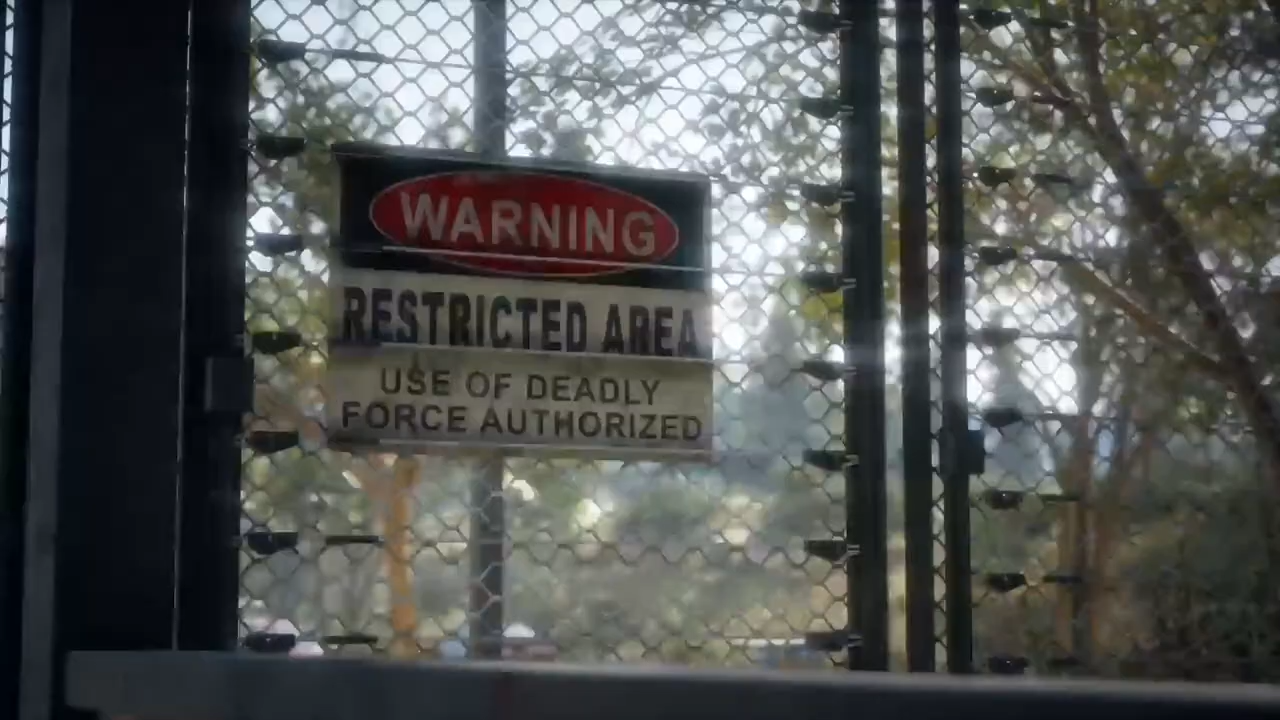 WARNING
RESTRICTED AREA
USE OF DEADLY
FORCE AUTHORIZED